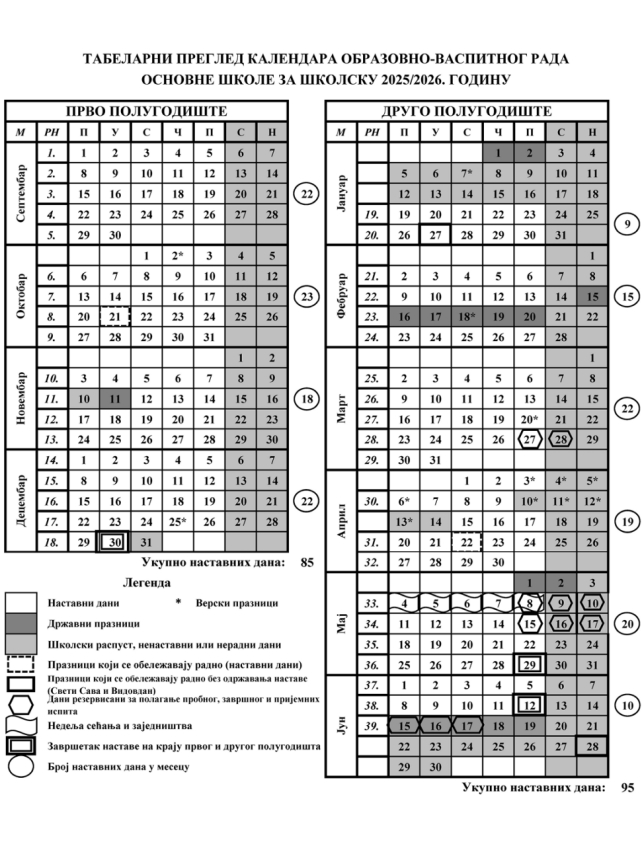 ТАБЕЛАРНИ ПРЕГЛЕД КАЛЕНДАРА ОБРАЗОВНО-ВАСПИТНОГ РАДА
ОСНОВНЕ ШКОЛЕ ЗА ШКОЛСКУ 2025/2026. ГОДИНУ
ПРВО ПОЛУГОДИШТЕ
М РН П У С Ч П С Н
Септембар
1. 1 2 3 4 5 6 7
2. 8 9 10 11 12 13 14
3. 15 16 17 18 19 20 21 22
4. 22 23 24 25 26 27 28
5. 29 30
Октобар
1 2* 3 4 5
6. 6 7 8 9 10 11 12
7. 13 14 15 16 17 18 19 23
8. 20 21 22 23 24 25 26
9. 27 28 29 30 31
Новембар
1 2
10. 3 4 5 6 7 8 9
11. 10 11 12 13 14 15 16 18
12. 17 18 19 20 21 22 23
13. 24 25 26 27 28 29 30
Децембар
14. 1 2 3 4 5 6 7
15. 8 9 10 11 12 13 14
16. 15 16 17 18 19 20 21 22
17. 22 23 24 25* 26 27 28
18. 29 30 31
Укупно наставних дана: 85
Легенда
Наставни дани * Верски празници
Државни празници
Школски распуст, ненаставни или нерадни дани
Празници који се обележавају радно (наставни дани)
Празници који се обележавају радно без одржавања наставе
(Свети Сава и Видовдан)
Дани резервисани за полагање пробног, завршног и пријемних
испита
Недеља сећања и заједништва
Завршетак наставе на крају првог и другог полугодишта
Број наставних дана у месецу
ДРУГО ПОЛУГОДИШТЕ
М РН П У С Ч П С Н
Јануар
1 2 3 4
5 6 7* 8 9 10 11
12 13 14 15 16 17 18
19. 19 20 21 22 23 24 25 9
20. 26 27 28 29 30 31
Фебруар
1
21. 2 3 4 5 6 7 8
22. 9 10 11 12 13 14 15 15
23. 16 17 18* 19 20 21 22
24. 23 24 25 26 27 28
Март
1
25. 2 3 4 5 6 7 8
26. 9 10 11 12 13 14 15 22
27. 16 17 18 19 20* 21 22
28. 23 24 25 26 27 28 29
29. 30 31
Април
1 2 3* 4* 5*
30. 6* 7 8 9 10* 11* 12*
13* 14 15 16 17 18 19 19
31. 20 21 22 23 24 25 26
32. 27 28 29 30
Мај
1 2 3
33. 4 5 6 7 8 9 10
34. 11 12 13 14 15 16 17 20
35. 18 19 20 21 22 23 24
36. 25 26 27 28 29 30 31
Јун
37. 1 2 3 4 5 6 7
38. 8 9 10 11 12 13 14 10
39. 15 16 17 18 19 20 21
22 23 24 25 26 27 28
29 30
Укупно наставних дана: 95